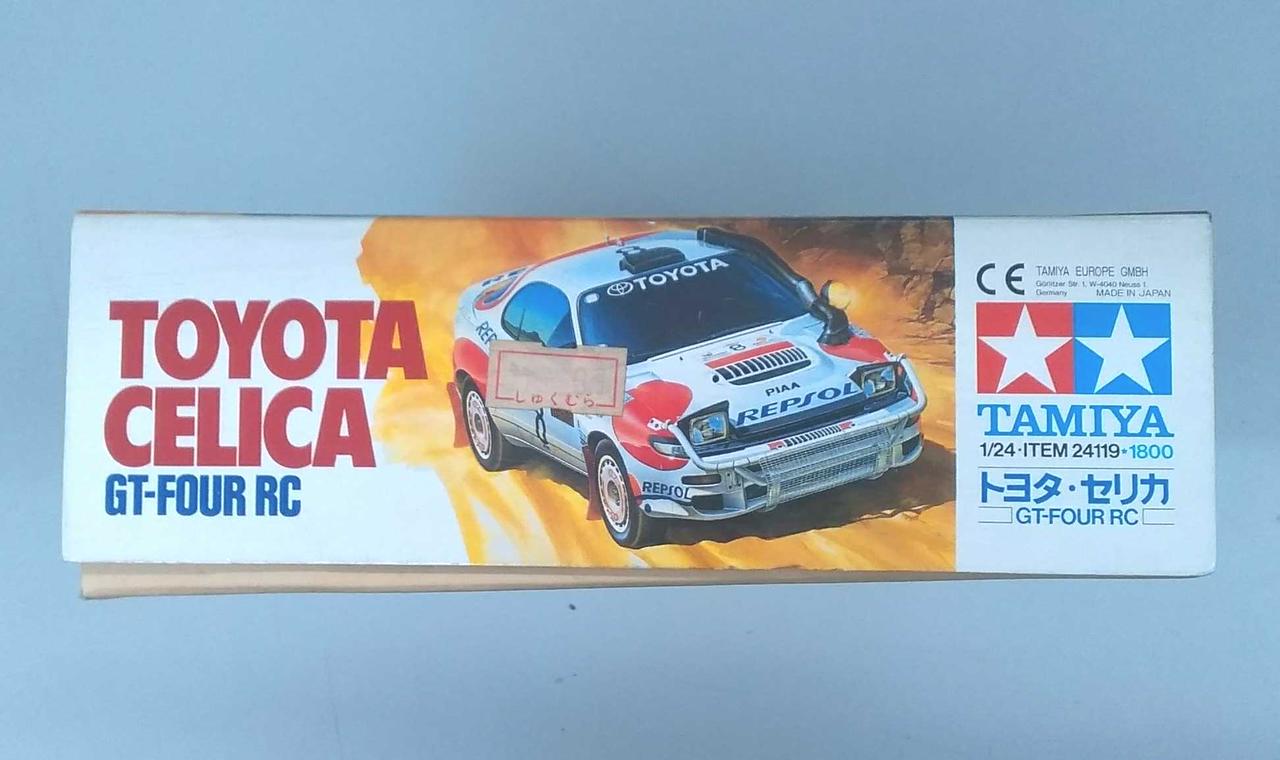 TOYOTA
CELICA
GT-FOUR RC
TOYOTA
8
PIAA
REPSOL
REPSOL
しゅくむら
CE TAMIYA EUROPE GMBH
Görlitzer Str. 1, W-4040 Neuss 1,
Germany MADE IN JAPAN
TAMIYA
1/24・ITEM 24119★1800
トヨタ・セリカ
GT-FOUR RC